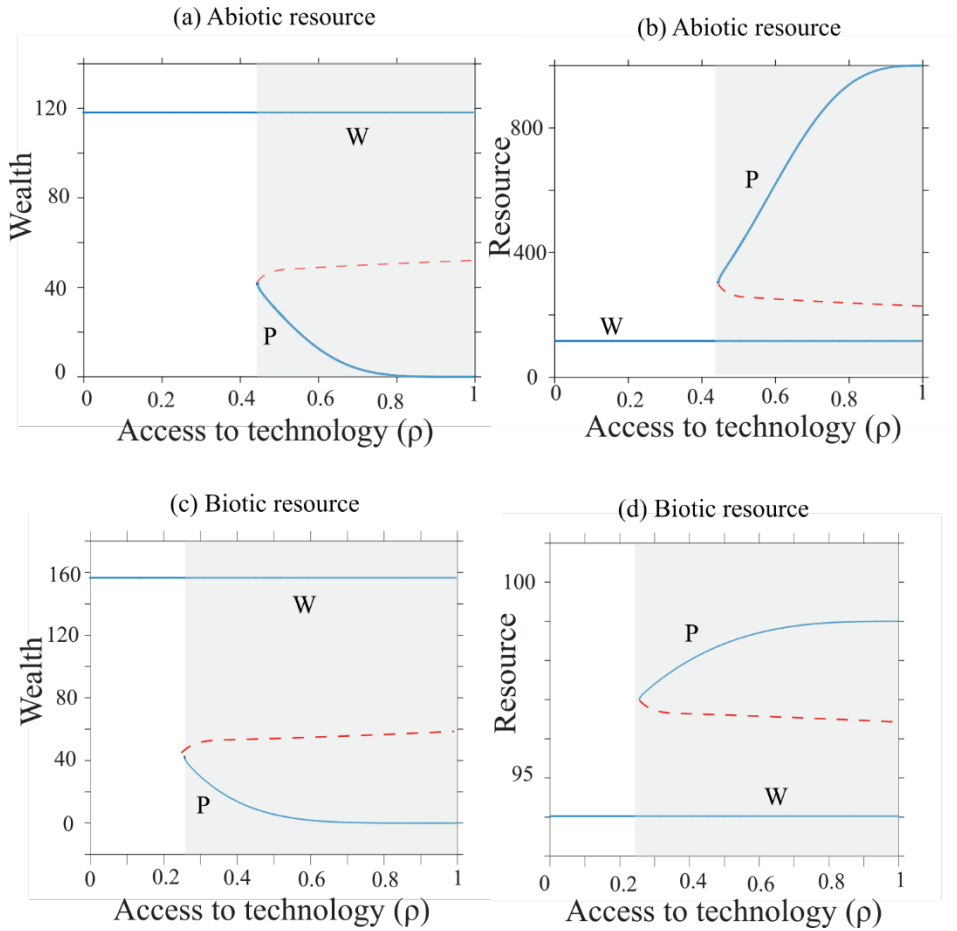 (a) Abiotic resource
Wealth
120
80
40
0
W
P
0 0.2 0.4 0.6 0.8 1
Access to technology (ρ)
(b) Abiotic resource
Resource
800
400
0
P
W
0 0.2 0.4 0.6 0.8 1
Access to technology (ρ)
(c) Biotic resource
Wealth
160
120
80
40
0
W
P
0 0.2 0.4 0.6 0.8 1
Access to technology (ρ)
(d) Biotic resource
Resource
100
95
P
W
0 0.2 0.4 0.6 0.8 1
Access to technology (ρ)